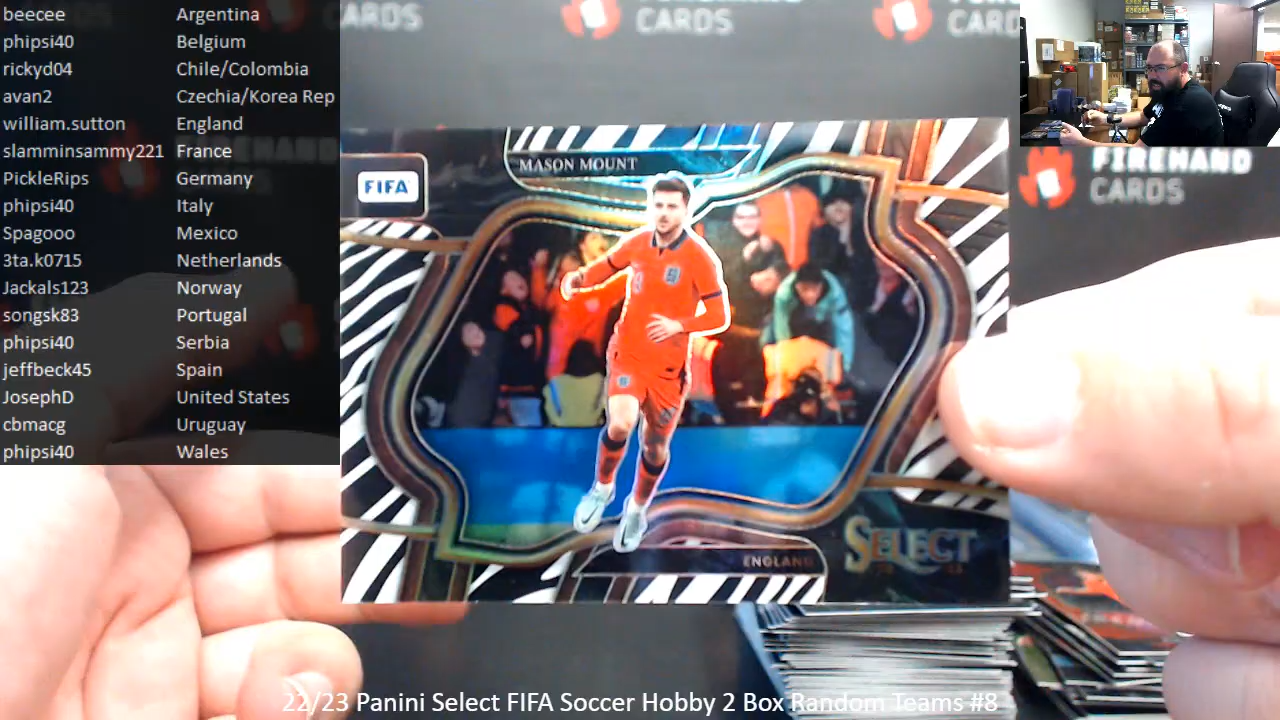 beecee Argentina
phipsi40 Belgium
rickyd04 Chile/Colombia
avan2 Czechia/Korea Rep
william.sutton England
slamminsammy221 France
PickleRips Germany
phipsi40 Italy
Spagooo Mexico
3ta.k0715 Netherlands
Jackals123 Norway
songsk83 Portugal
phipsi40 Serbia
jeffbeck45 Spain
JosephD United States
cbmacg Uruguay
phipsi40 Wales
CARDS
CARDS
FIREHAND
CARDS
MASON MOUNT
FIFA
ENGLAND
SELECT
22/23 Panini Select FIFA Soccer Hobby 2 Box Random Teams #8